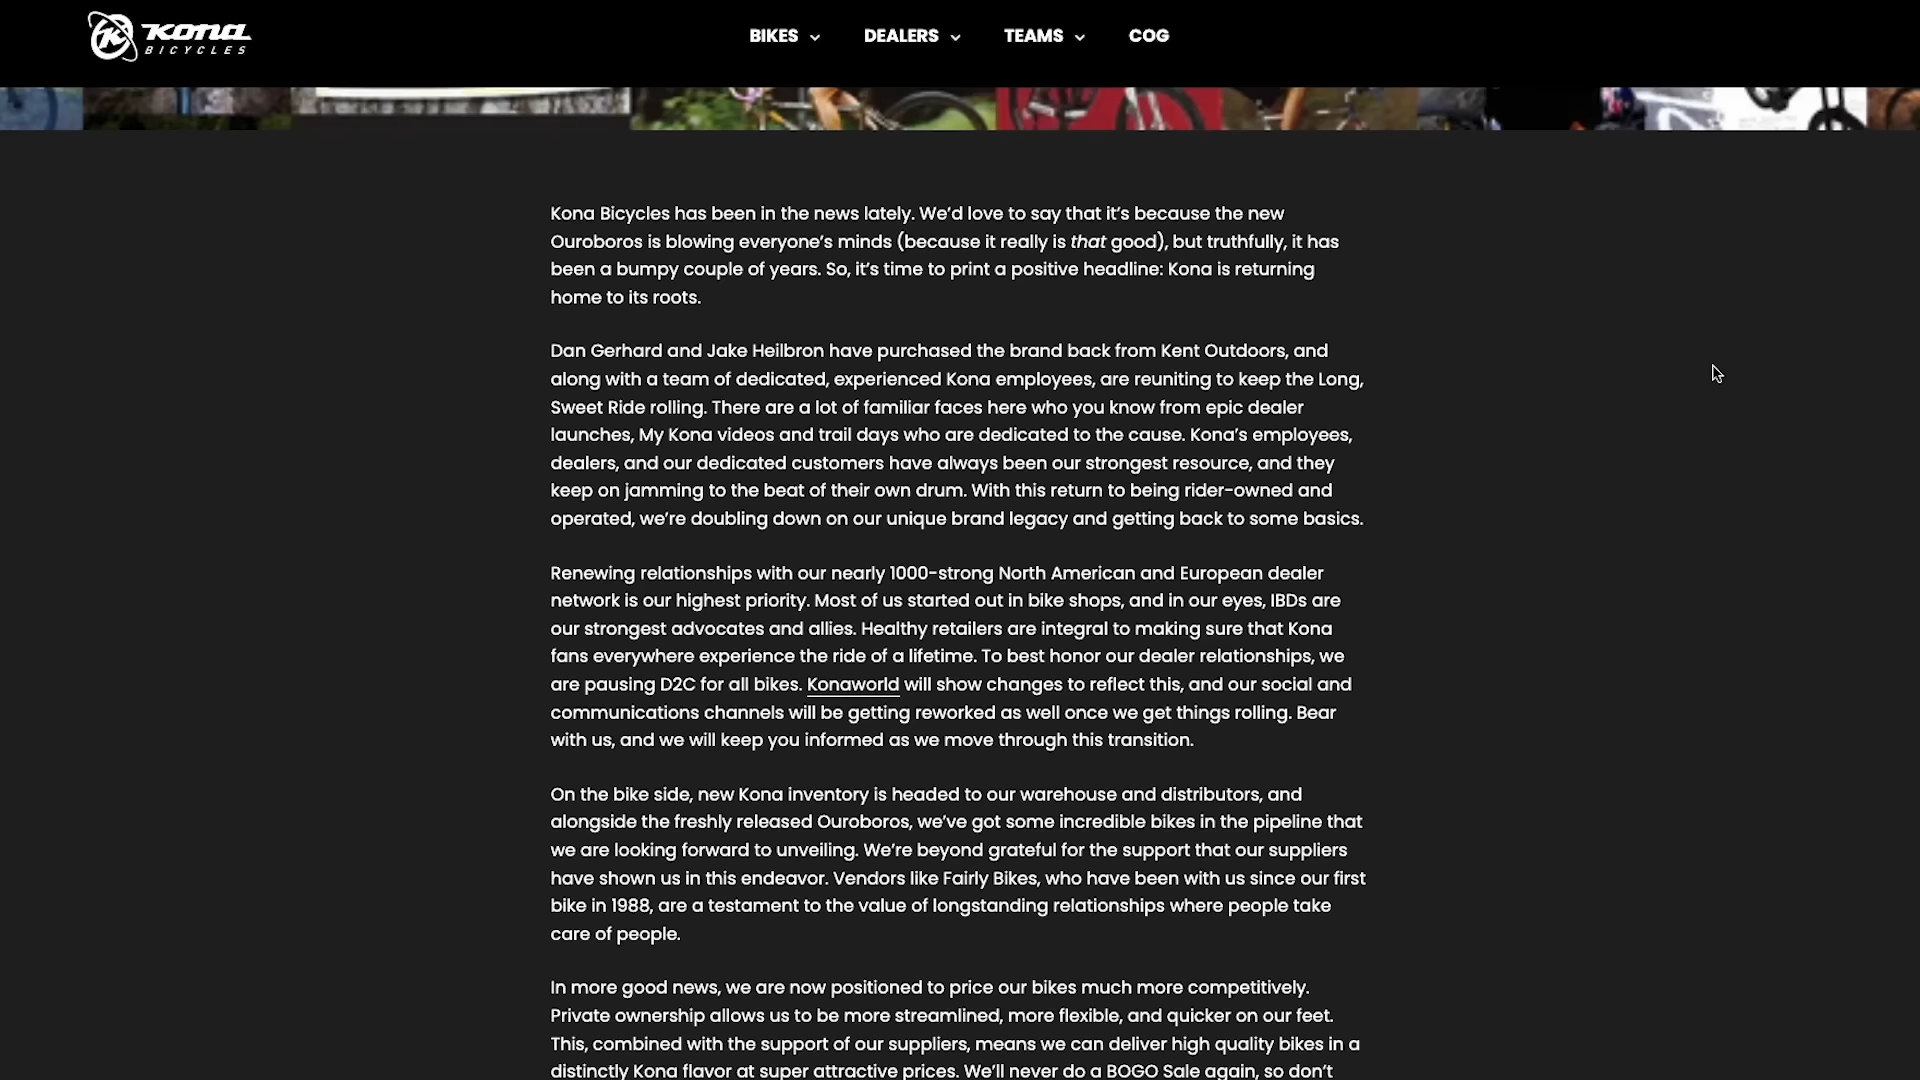 Kona
BICYCLES
BIKES
DEALERS
TEAMS
COG
Kona Bicycles has been in the news lately. We’d love to say that it’s because the new
Ouroboros is blowing everyone’s minds (because it really is that good), but truthfully, it has
been a bumpy couple of years. So, it’s time to print a positive headline: Kona is returning
home to its roots.
Dan Gerhard and Jake Heilbron have purchased the brand back from Kent Outdoors, and
along with a team of dedicated, experienced Kona employees, are reuniting to keep the Long,
Sweet Ride rolling. There are a lot of familiar faces here who you know from epic dealer
launches, My Kona videos and trail days who are dedicated to the cause. Kona’s employees,
dealers, and our dedicated customers have always been our strongest resource, and they
keep on jamming to the beat of their own drum. With this return to being rider-owned and
operated, we’re doubling down on our unique brand legacy and getting back to some basics.
Renewing relationships with our nearly 1000-strong North American and European dealer
network is our highest priority. Most of us started out in bike shops, and in our eyes, IBDs are
our strongest advocates and allies. Healthy retailers are integral to making sure that Kona
fans everywhere experience the ride of a lifetime. To best honor our dealer relationships, we
are pausing D2C for all bikes. Konaworld will show changes to reflect this, and our social and
communications channels will be getting reworked as well once we get things rolling. Bear
with us, and we will keep you informed as we move through this transition.
On the bike side, new Kona inventory is headed to our warehouse and distributors, and
alongside the freshly released Ouroboros, we’ve got some incredible bikes in the pipeline that
we are looking forward to unveiling. We’re beyond grateful for the support that our suppliers
have shown us in this endeavor. Vendors like Fairly Bikes, who have been with us since our first
bike in 1988, are a testament to the value of longstanding relationships where people take
care of people.
In more good news, we are now positioned to price our bikes much more competitively.
Private ownership allows us to be more streamlined, more flexible, and quicker on our feet.
This, combined with the support of our suppliers, means we can deliver high quality bikes in a
distinctly Kona flavor at super attractive prices. We’ll never do a BOGO Sale again, so don’t